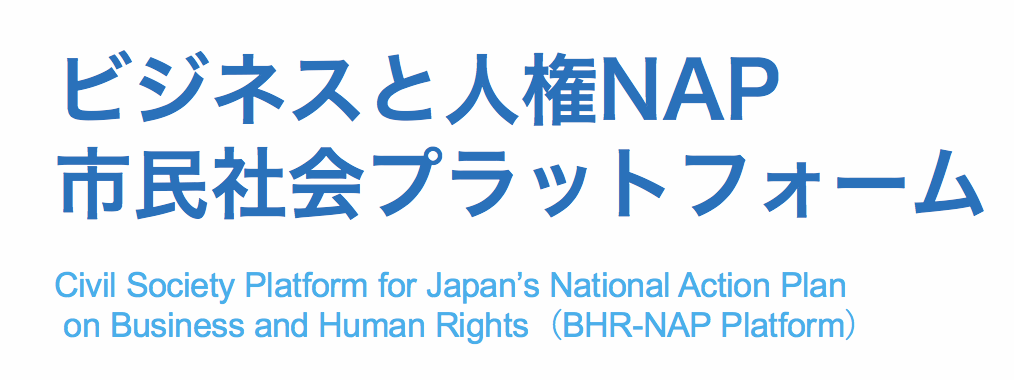 ビジネスと人権NAP
市民社会プラットフォーム
Civil Society Platform for Japan’s National Action Plan
on Business and Human Rights（BHR-NAP Platform）